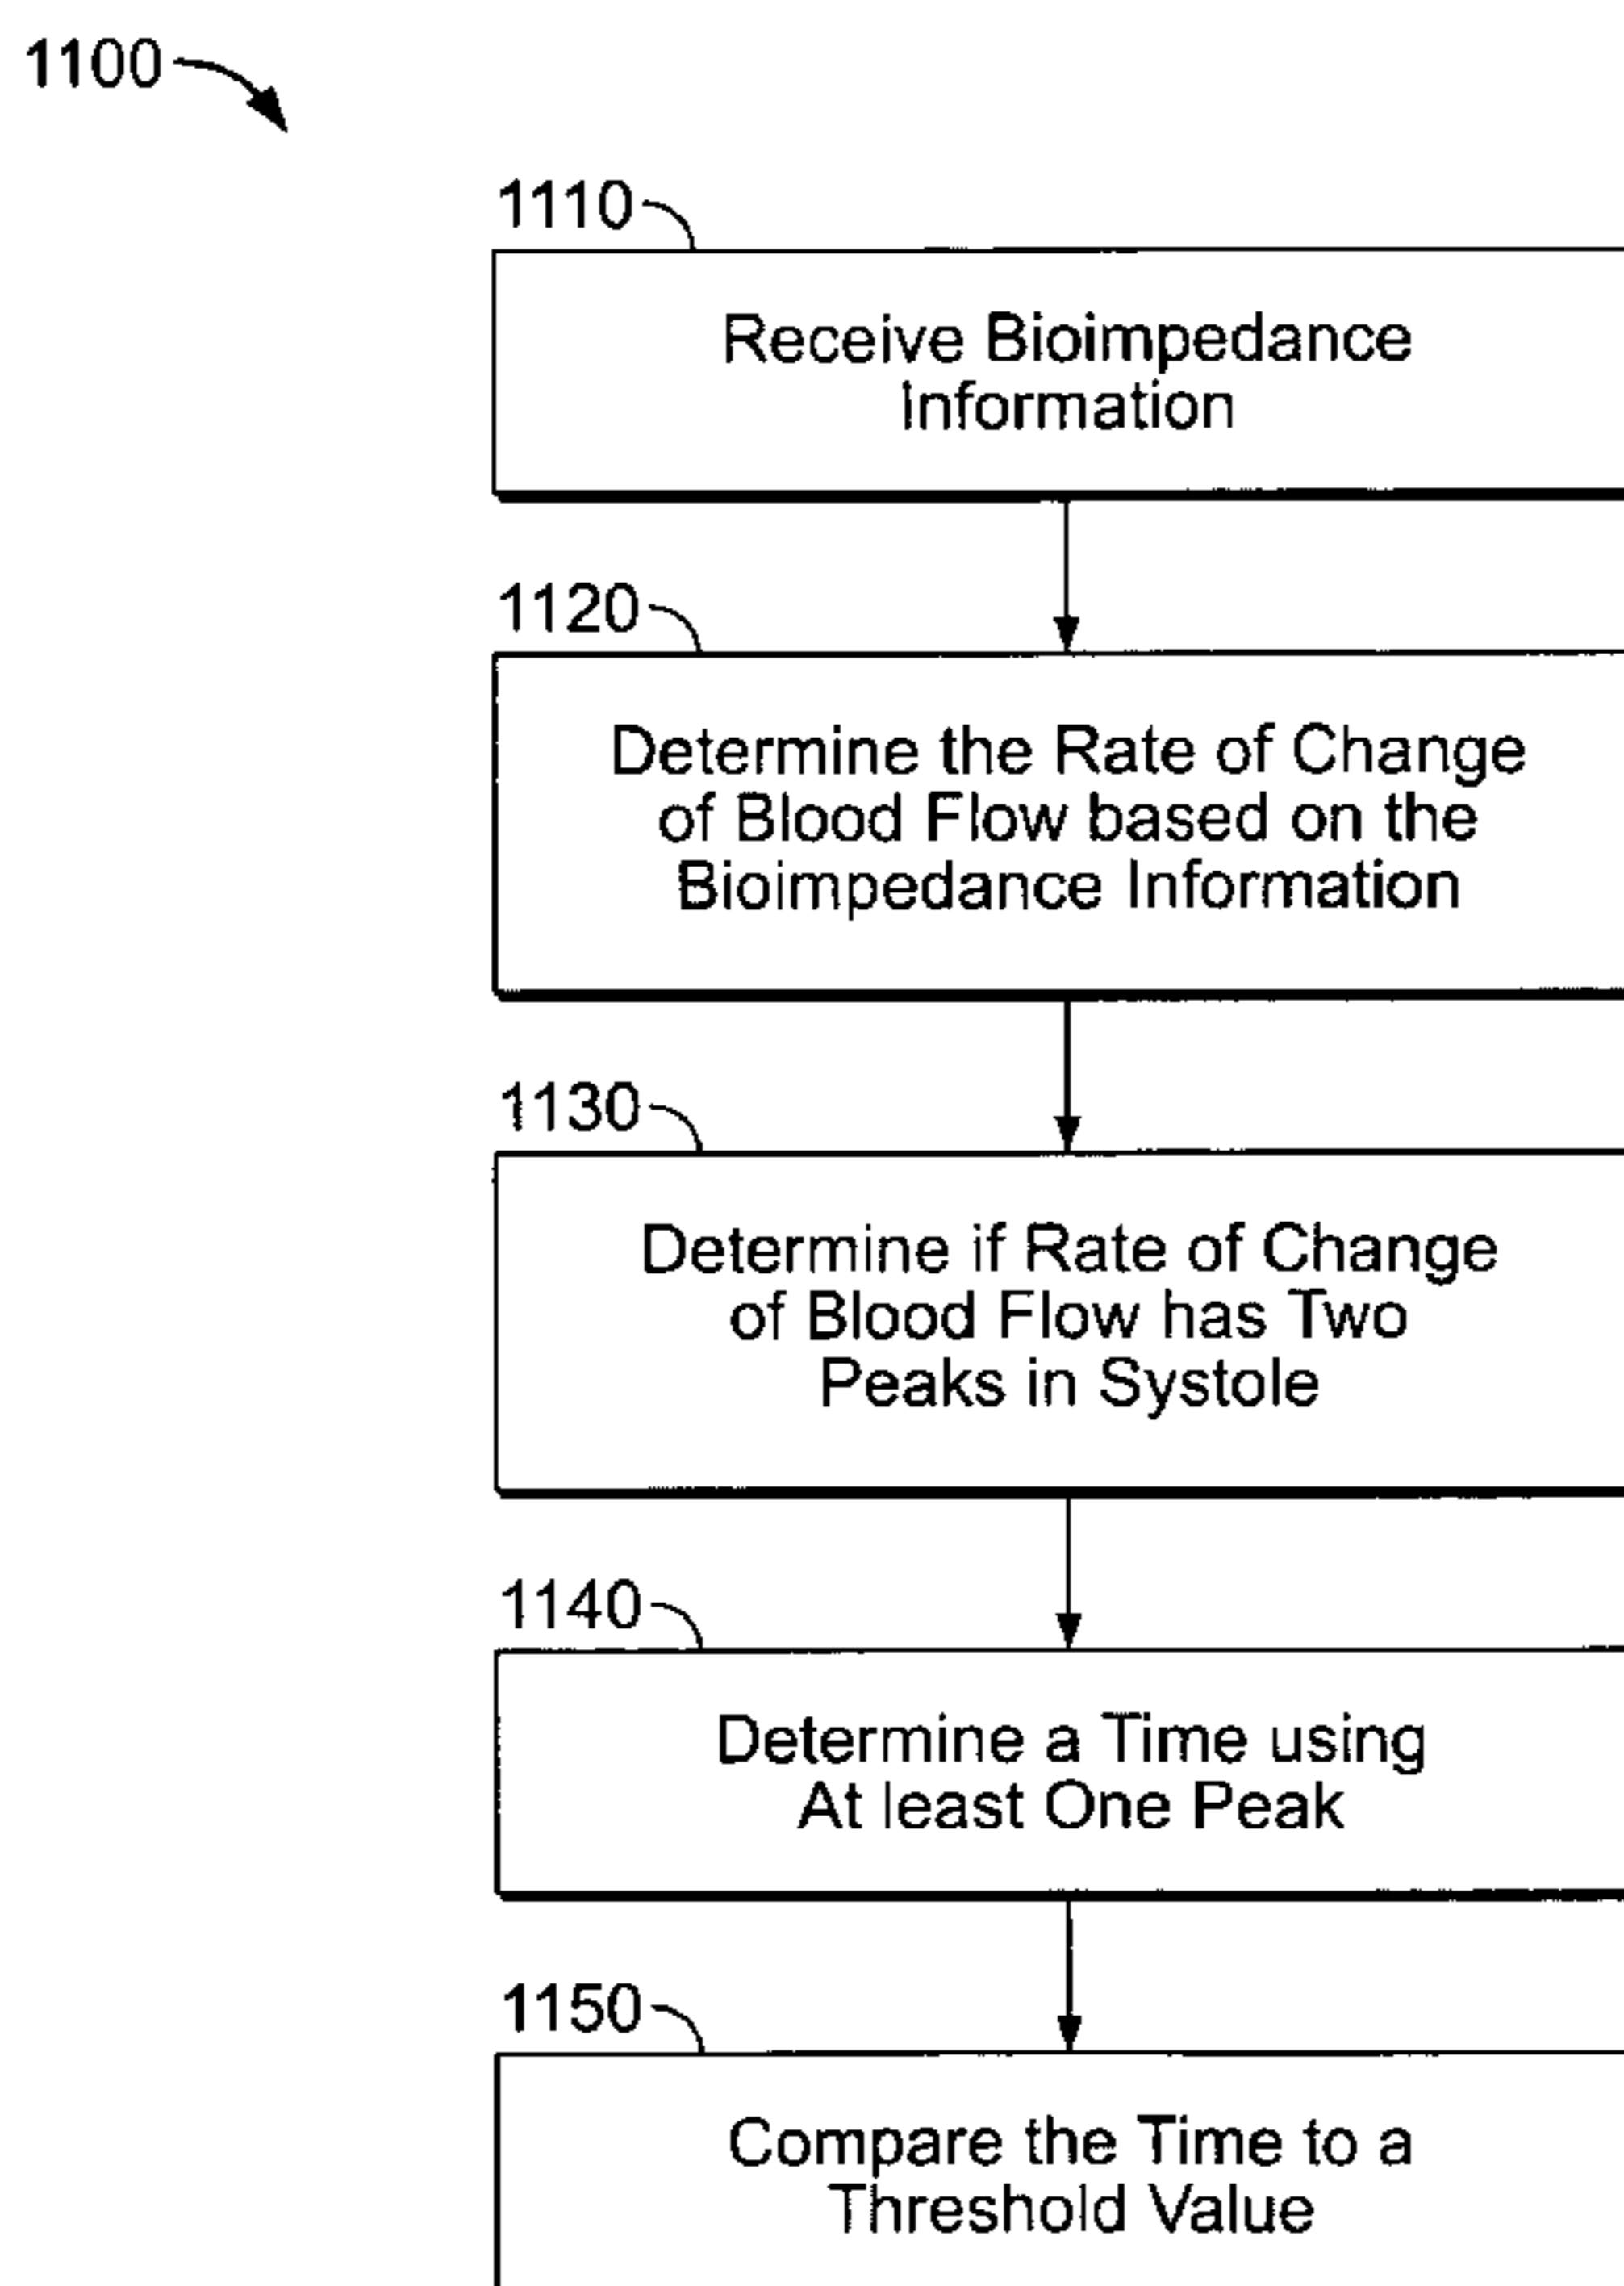 1100
1110
Receive Bioimpedance
Information
1120
Determine the Rate of Change
of Blood Flow based on the
Bioimpedance Information
1130
Determine if Rate of Change
of Blood Flow has Two
Peaks in Systole
1140
Determine a Time using
At least One Peak
1150
Compare the Time to a
Threshold Value